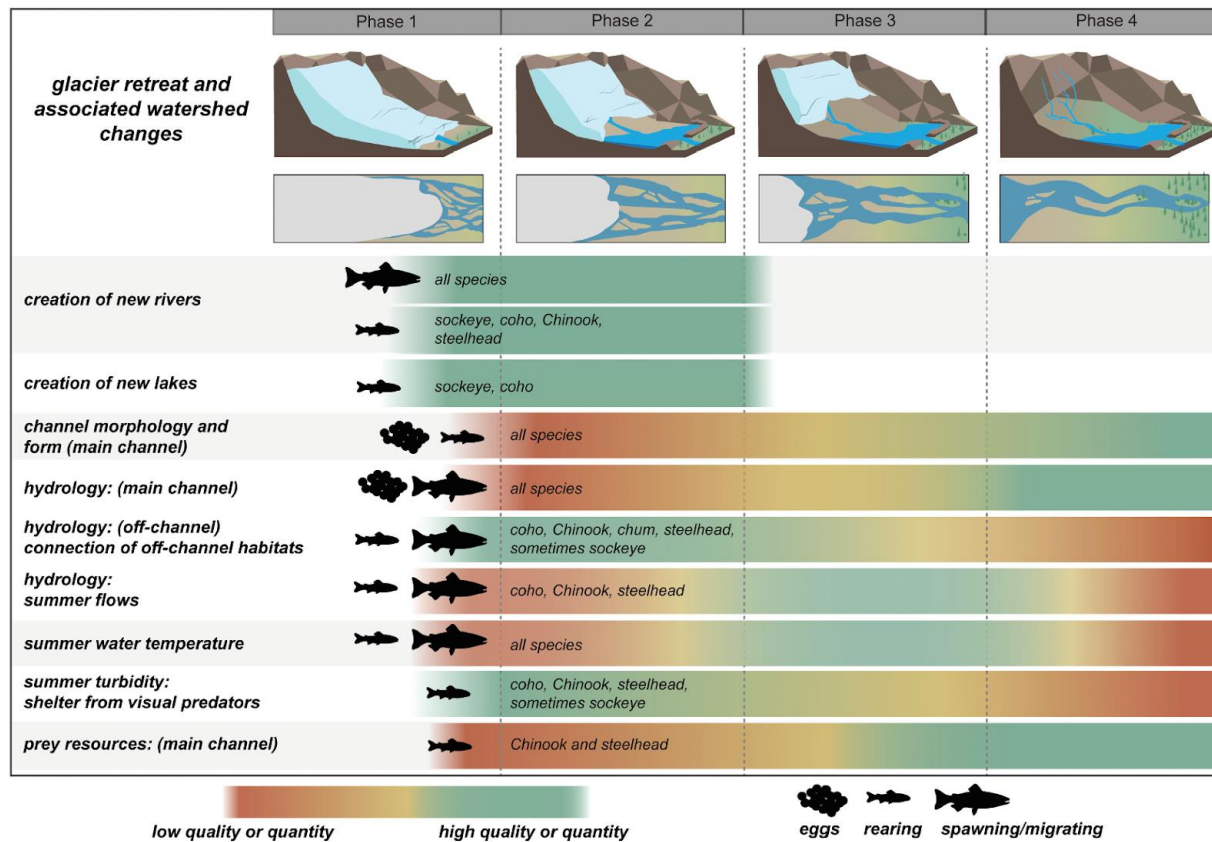 Phase 1
Phase 2
Phase 3
Phase 4
glacier retreat and
associated watershed
changes
creation of new rivers
all species
sockeye, coho, Chinook,
steelhead
creation of new lakes
sockeye, coho
channel morphology and
form (main channel)
all species
hydrology: (main channel)
all species
hydrology: (off-channel)
connection of off-channel habitats
coho, Chinook, chum, steelhead,
sometimes sockeye
hydrology:
summer flows
coho, Chinook, steelhead
summer water temperature
all species
summer turbidity:
shelter from visual predators
coho, Chinook, steelhead,
sometimes sockeye
prey resources: (main channel)
Chinook and steelhead
low quality or quantity
high quality or quantity
eggs
rearing
spawning/migrating